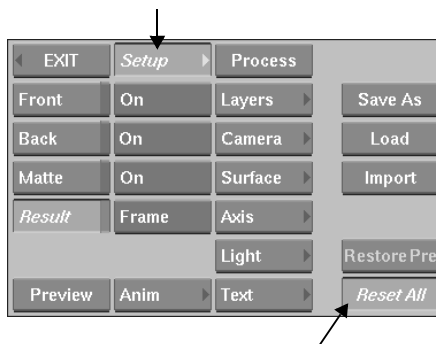 EXIT Setup Process
Front On Layers Save As
Back On Camera Load
Matte On Surface Import
Result Frame Axis
Light Restore Pre
Preview Anim Text Reset All